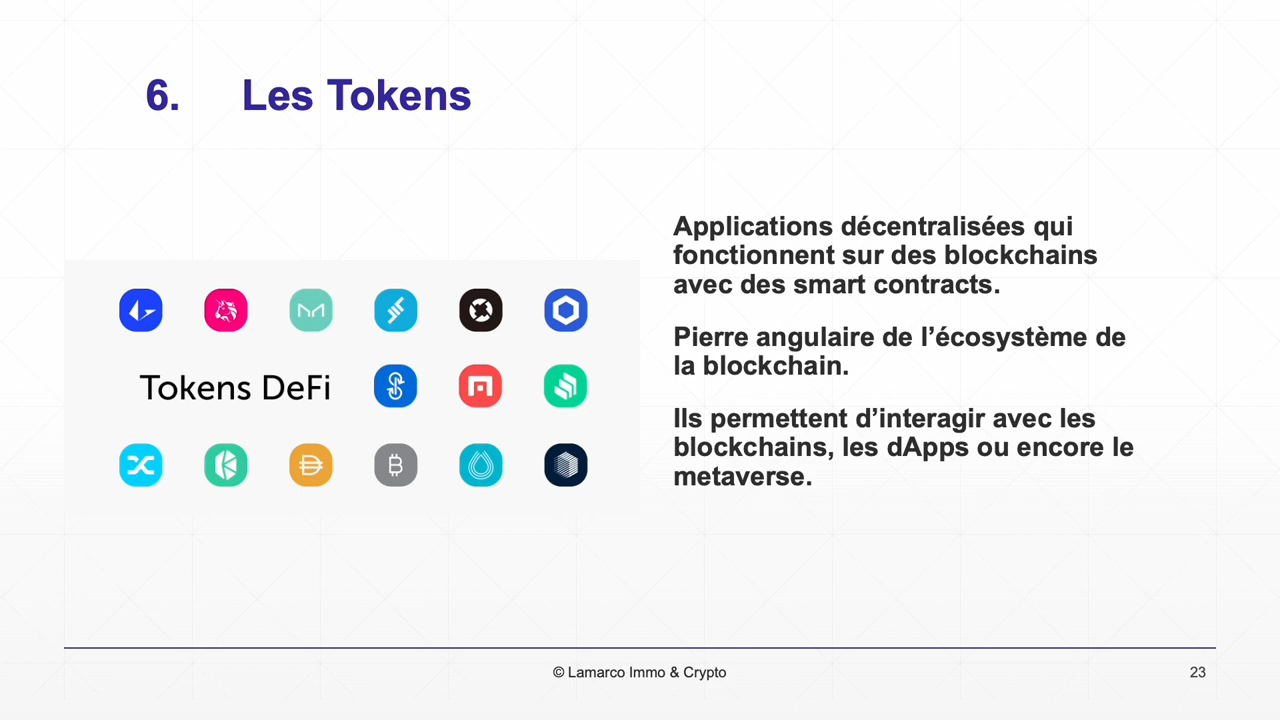 6. Les Tokens
Tokens DeFi
Applications décentralisées qui
fonctionnent sur des blockchains
avec des smart contracts.
Pierre angulaire de l’écosystème de
la blockchain.
Ils permettent d’interagir avec les
blockchains, les dApps ou encore le
metaverse.
© Lamarco Immo & Crypto
23